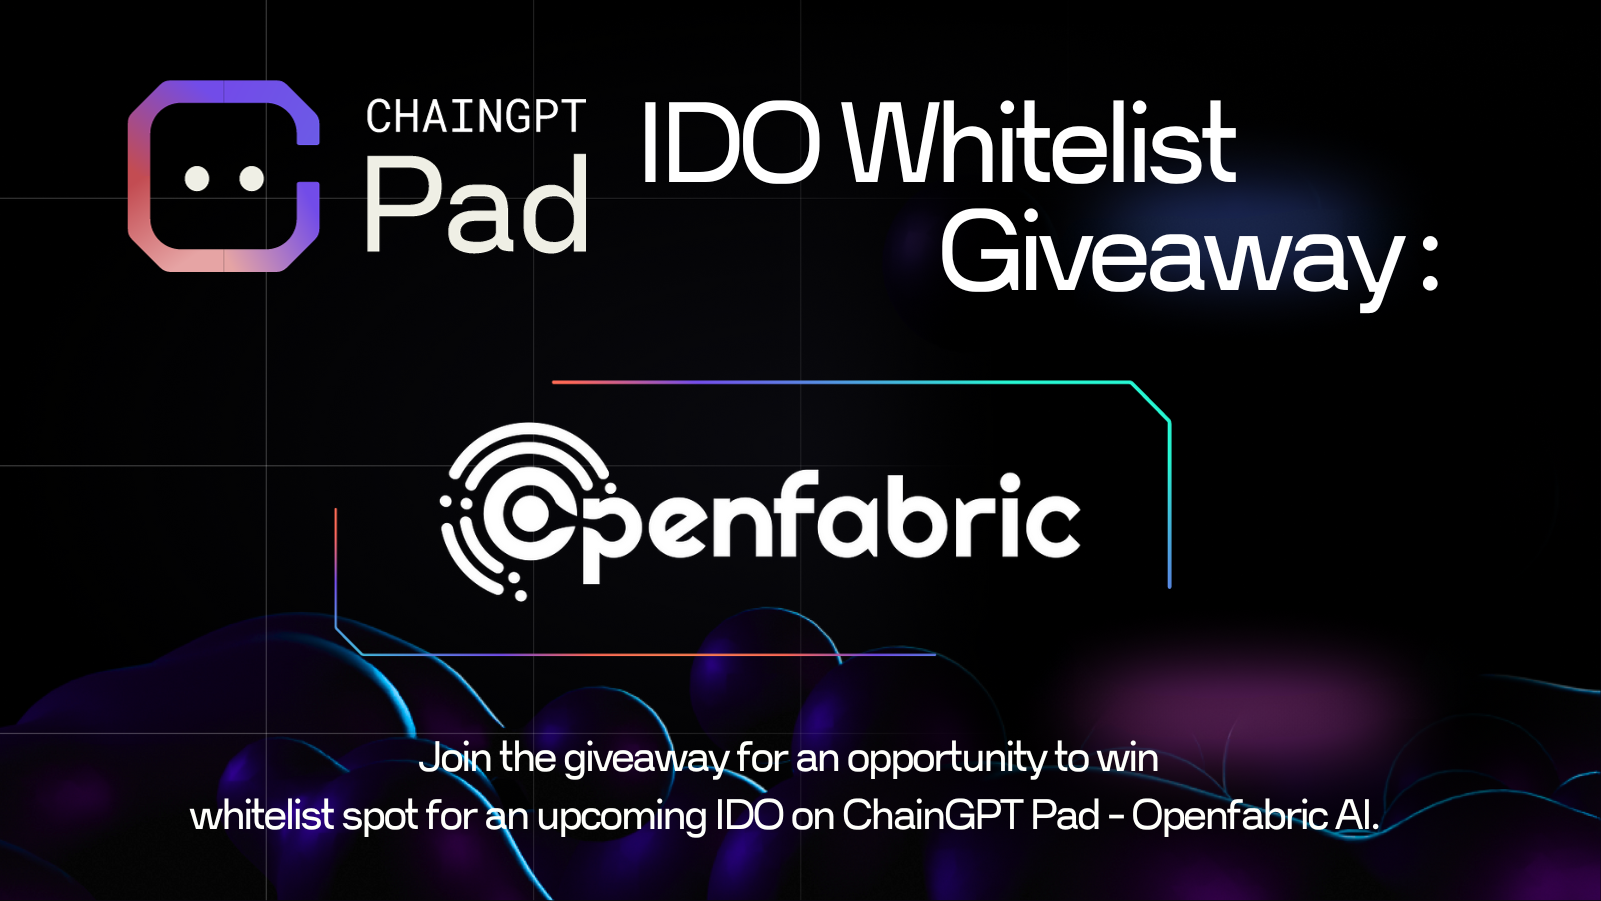 CHAINGPT
Pad
IDO Whitelist
Giveaway :
Openfabric
Join the giveaway for an opportunity to win
whitelist spot for an upcoming IDO on ChainGPT Pad - Openfabric AI.